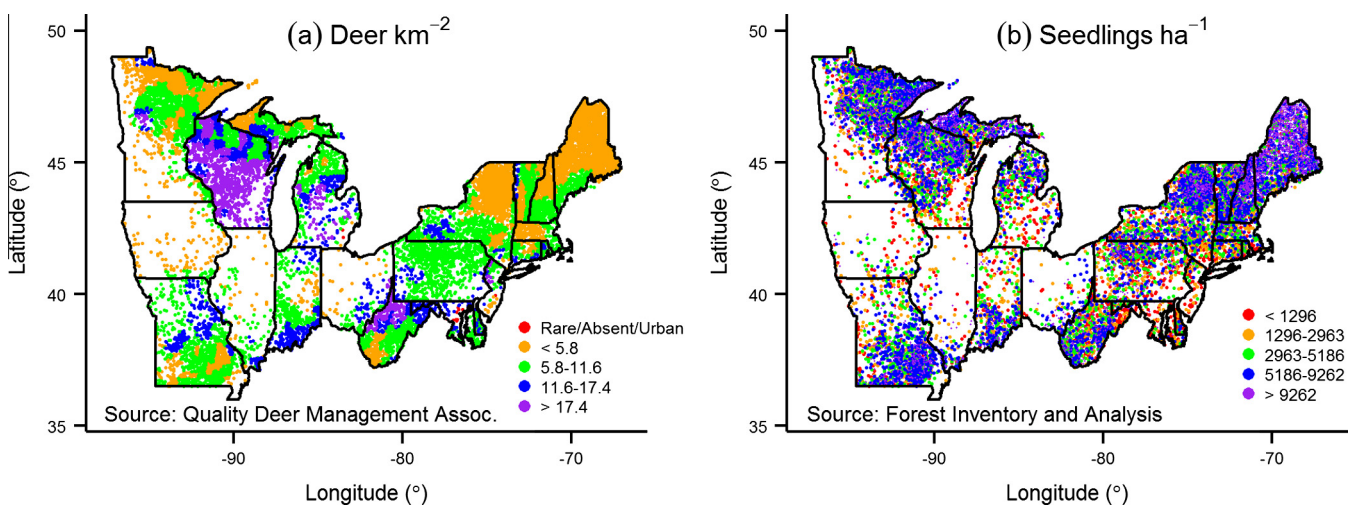 (a) Deer km⁻²
50
45
40
35
Latitude (°)
Rare/Absent/Urban
< 5.8
5.8-11.6
11.6-17.4
> 17.4
Source: Quality Deer Management Assoc.
-90
-80
-70
Longitude (°)
(b) Seedlings ha⁻¹
50
45
40
35
Latitude (°)
< 1296
1296-2963
2963-5186
5186-9262
> 9262
Source: Forest Inventory and Analysis
-90
-80
-70
Longitude (°)